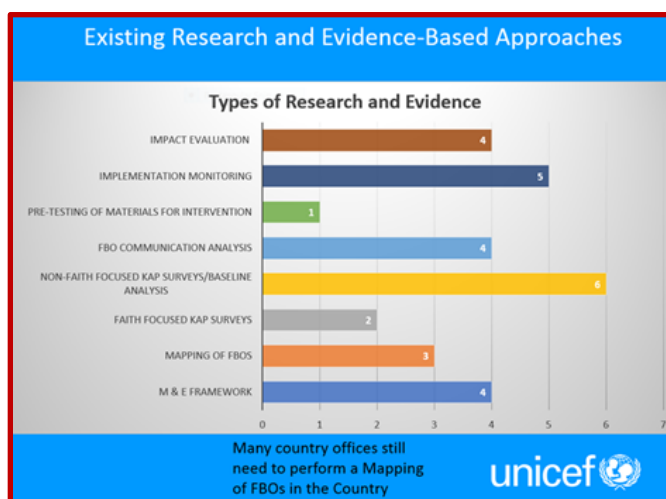 Existing Research and Evidence-Based Approaches
Types of Research and Evidence
IMPACT EVALUATION
4
IMPLEMENTATION MONITORING
5
PRE-TESTING OF MATERIALS FOR INTERVENTION
1
FBO COMMUNICATION ANALYSIS
4
NON-FAITH FOCUSED KAP SURVEYS/BASELINE
ANALYSIS
6
FAITH FOCUSED KAP SURVEYS
2
MAPPING OF FBOS
3
M & E FRAMEWORK
4
0 1 2 3 4 5 6 7
Many country offices still
need to perform a Mapping
of FBOs in the Country
unicef